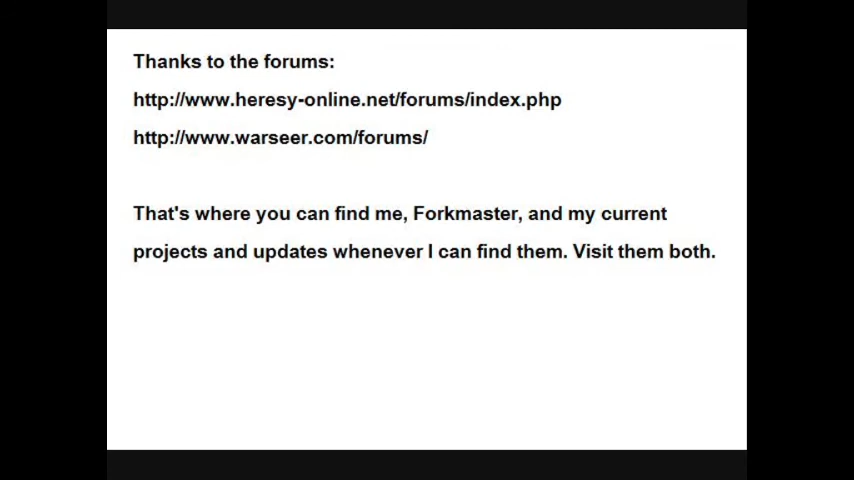 Thanks to the forums:
http://www.heresy-online.net/forums/index.php
http://www.warseer.com/forums/
That's where you can find me, Forkmaster, and my current
projects and updates whenever I can find them. Visit them both.